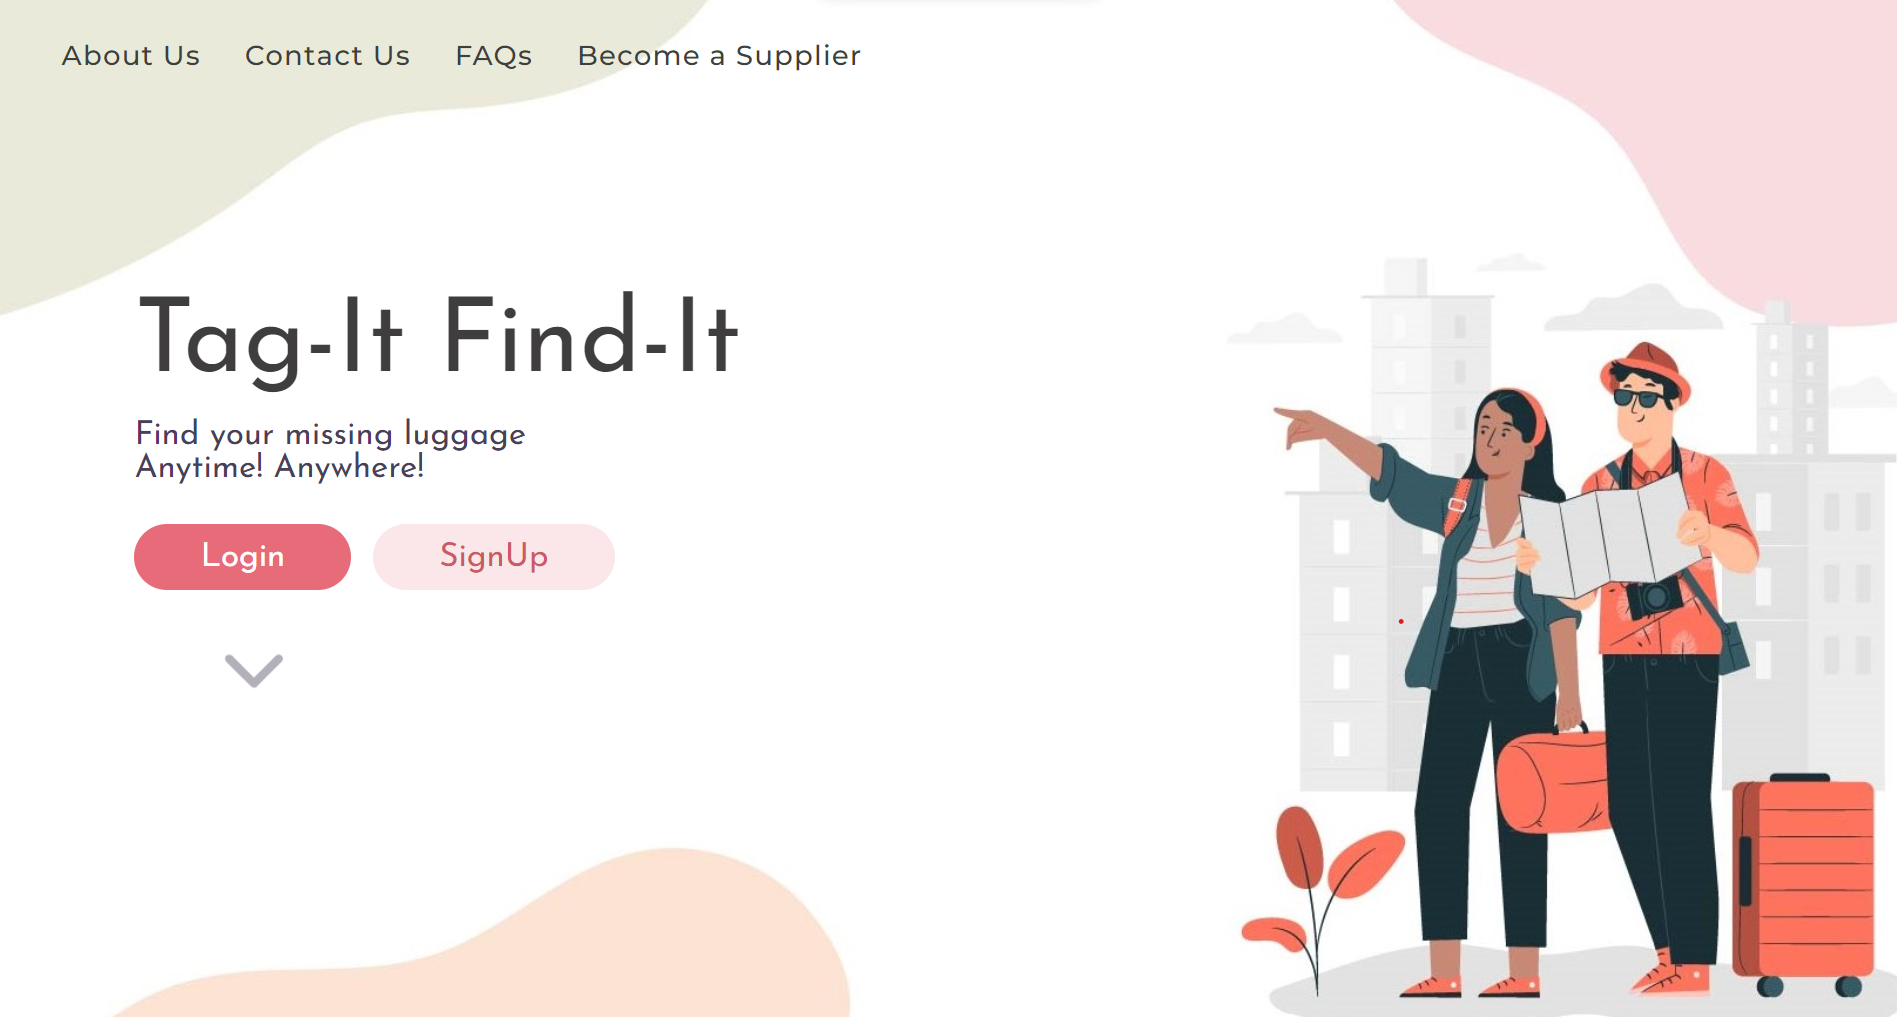 About Us Contact Us FAQs Become a Supplier
Tag-It Find-It
Find your missing luggage
Anytime! Anywhere!
Login SignUp